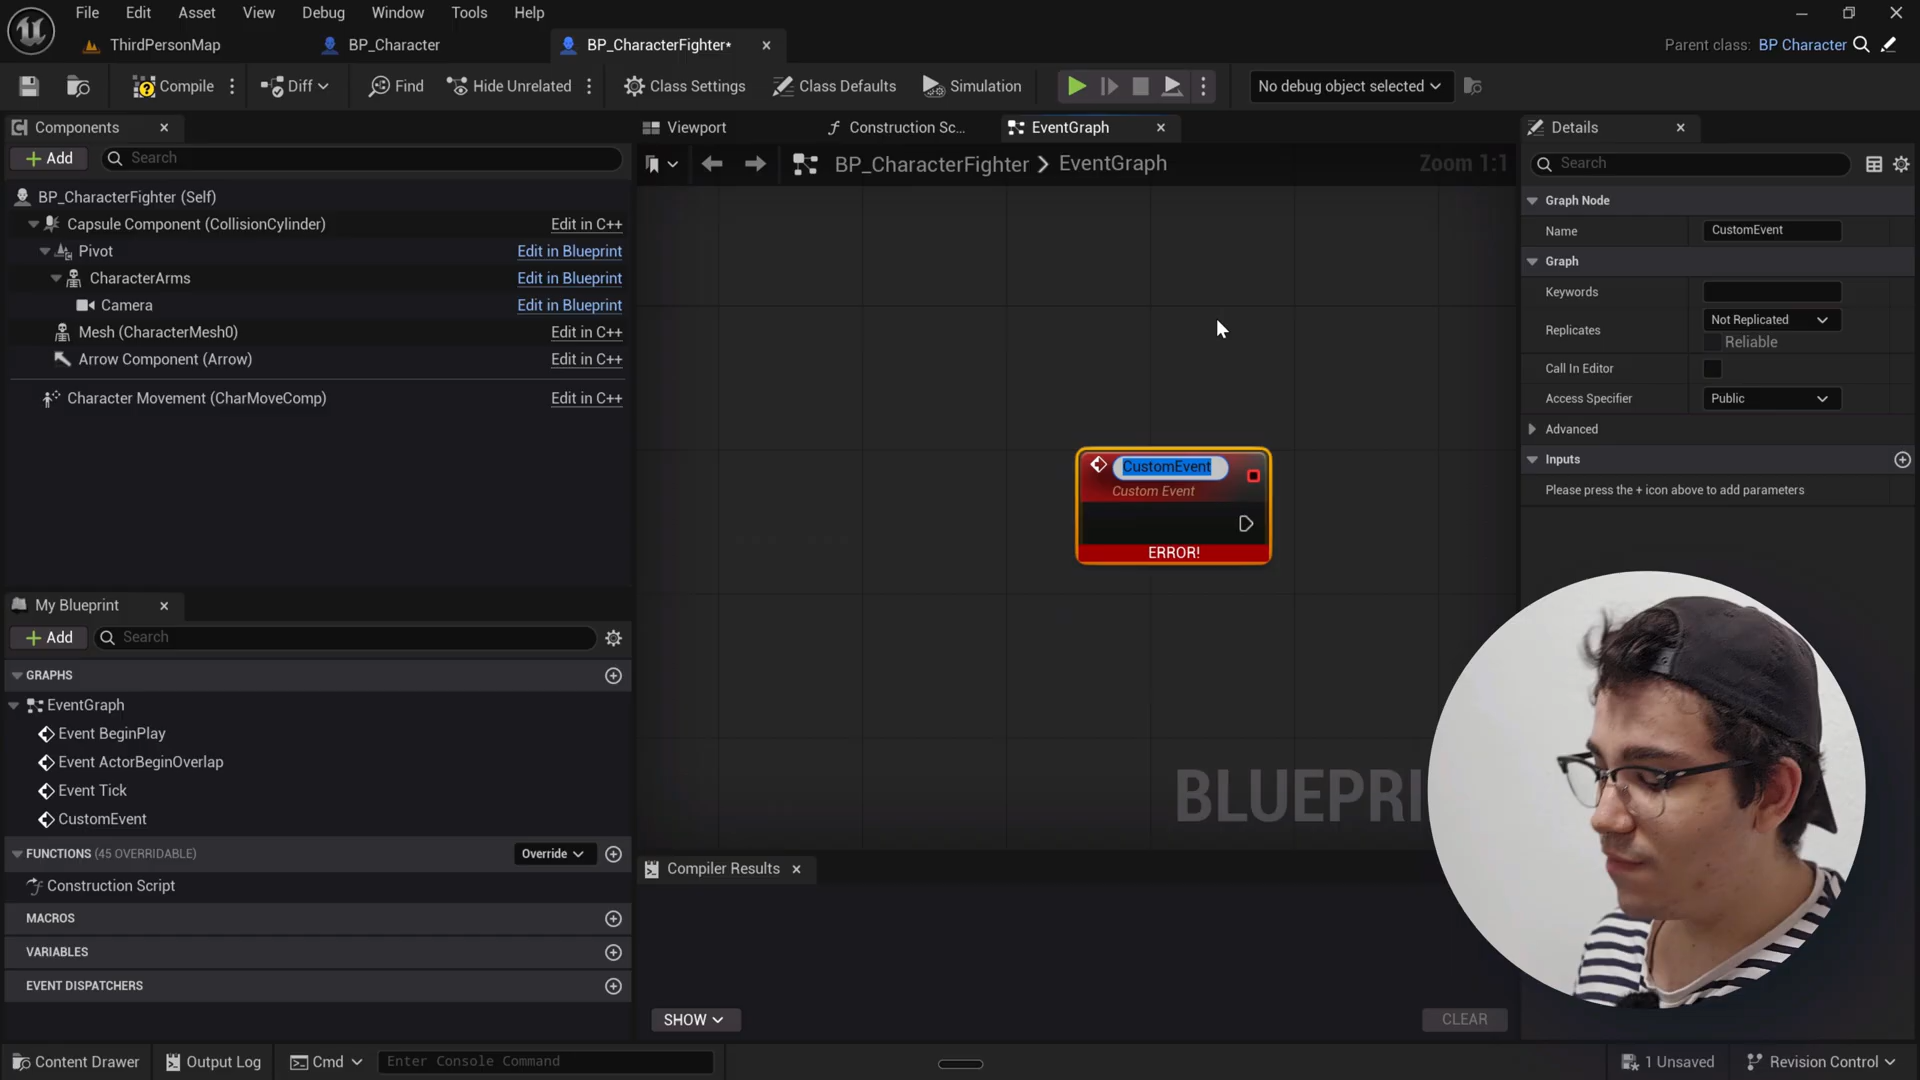 File Edit Asset View Debug Window Tools Help
ThirdPersonMap BP_Character BP_CharacterFighter* Parent class: BP Character
Compile Diff Find Hide Unrelated Class Settings Class Defaults Simulation No debug object selected
Components
Add Search
BP_CharacterFighter (Self)
Capsule Component (CollisionCylinder) Edit in C++
Pivot Edit in Blueprint
CharacterArms Edit in Blueprint
Camera Edit in Blueprint
Mesh (CharacterMesh0) Edit in C++
Arrow Component (Arrow) Edit in C++
Character Movement (CharMoveComp) Edit in C++
My Blueprint
Add Search
GRAPHS
EventGraph
Event BeginPlay
Event ActorBeginOverlap
Event Tick
CustomEvent
FUNCTIONS (45 OVERRIDABLE) Override
Construction Script
MACROS
VARIABLES
EVENT DISPATCHERS
Viewport Construction Sc... EventGraph
BP_CharacterFighter > EventGraph Zoom 1:1
CustomEvent
Custom Event
ERROR!
BLUEPRI
Compiler Results
SHOW CLEAR
Details
Search
Graph Node
Name CustomEvent
Graph
Keywords
Replicates Not Replicated
Reliable
Call In Editor
Access Specifier Public
Advanced
Inputs
Please press the + icon above to add parameters
Content Drawer Output Log Cmd Enter Console Command 1 Unsaved Revision Control